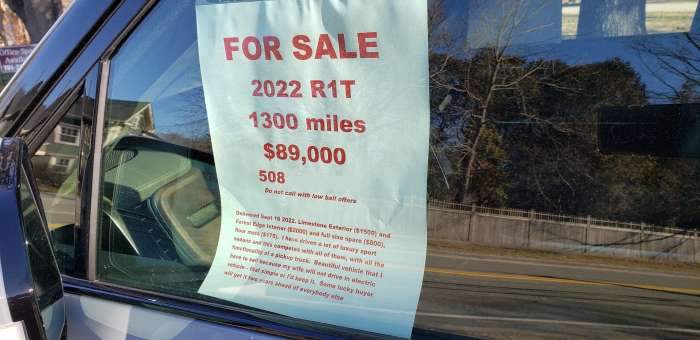 FOR SALE
2022 R1T
1300 miles
$89,000
508
Do not call with low ball offers
Delivered Sept 16 2022. Limestone Exterior ($1500) and
Forest Edge Interior ($2000) and full size spare ($800),
floor mats ($175). I have driven a lot of luxury sport
sedans and this competes with all of them, with all the
functionality of a pickup truck. Beautiful vehicle that I
have to sell because my wife will not drive in electric
vehicle - that simple or I'd keep it. Some lucky buyer
will get it two years ahead of everybody else
Office Space